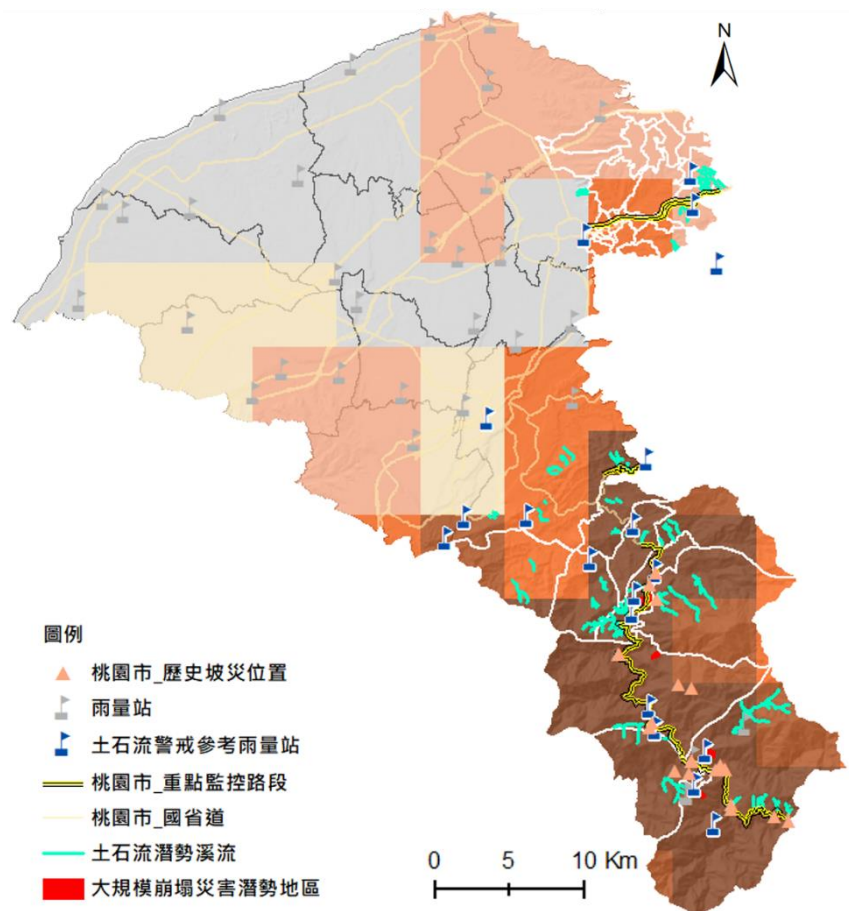 N
圖例
桃園市_歷史坡災位置
雨量站
土石流警戒參考雨量站
桃園市_重點監控路段
桃園市_國省道
土石流潛勢溪流
大規模崩塌災害潛勢地區
0 5 10 Km